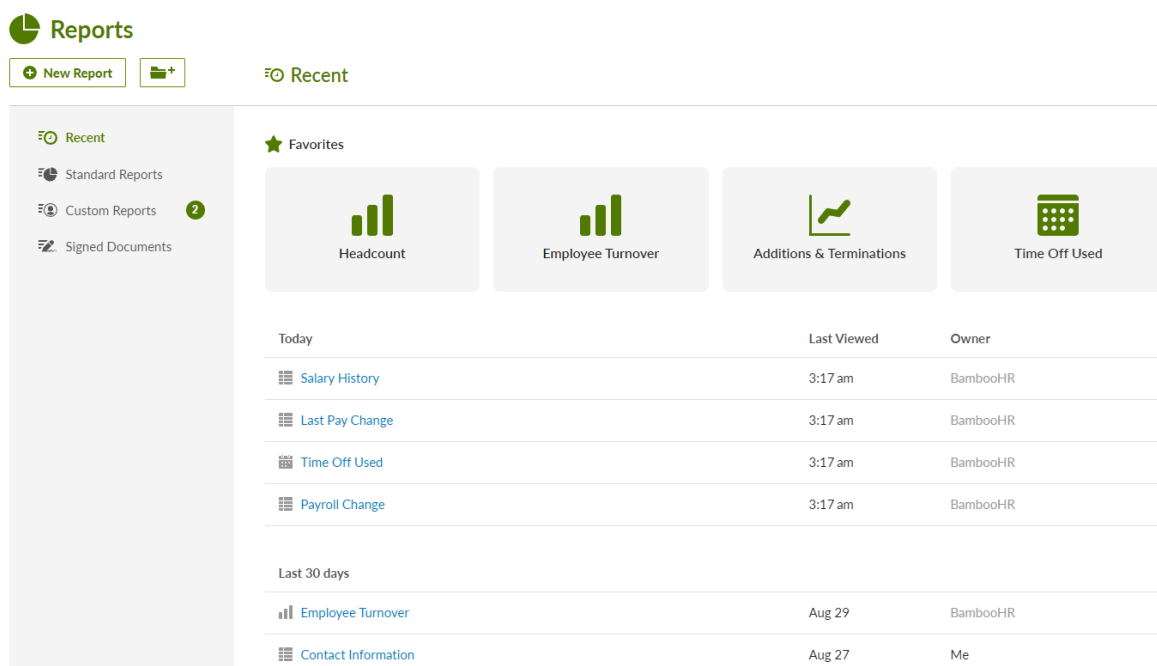 Reports
New Report
Recent
Recent
Standard Reports
Custom Reports 2
Signed Documents
Favorites
Headcount Employee Turnover Additions & Terminations Time Off Used
Today Last Viewed Owner
Salary History 3:17 am BambooHR
Last Pay Change 3:17 am BambooHR
Time Off Used 3:17 am BambooHR
Payroll Change 3:17 am BambooHR
Last 30 days
Employee Turnover Aug 29 BambooHR
Contact Information Aug 27 Me